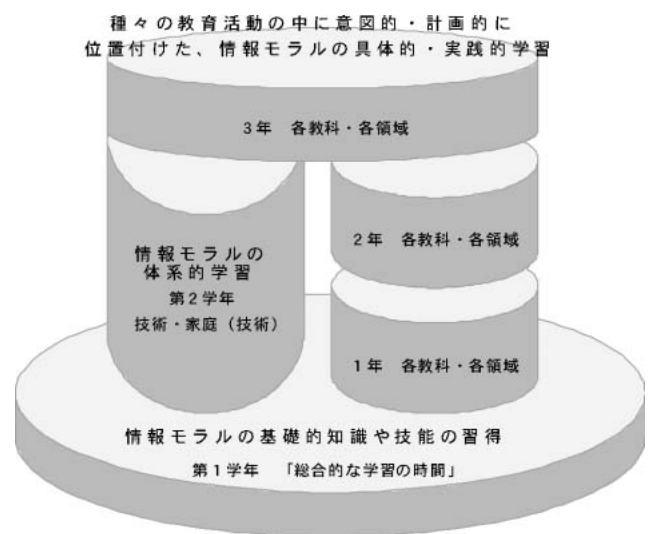 種々の教育活動の中に意図的・計画的に
位置付けた、情報モラルの具体的・実践的学習
3年　各教科・各領域
情報モラルの
体系的学習
第2学年
技術・家庭（技術）
2年　各教科・各領域
1年　各教科・各領域
情報モラルの基礎的知識や技能の習得
第1学年　「総合的な学習の時間」